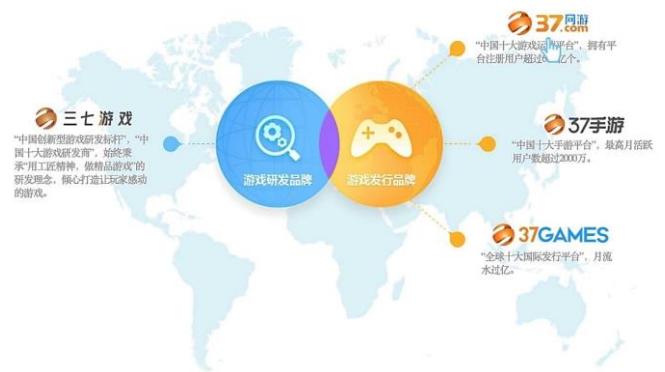 三七游戏
“中国创新型游戏研发标杆”，“中
国十大游戏研发商”，始终秉
承“用工匠精神，做精品游戏”的
研发理念，倾心打造让玩家感动
的游戏。
游戏研发品牌
游戏发行品牌
37网游
.com
“中国十大游戏运 平台”，拥有平
台注册用户超过 亿个。
37手游
“中国十大手游平台”，最高月活跃
用户数超过2000万。
37GAMES
“全球十大国际发行平台”，月流
水过亿。